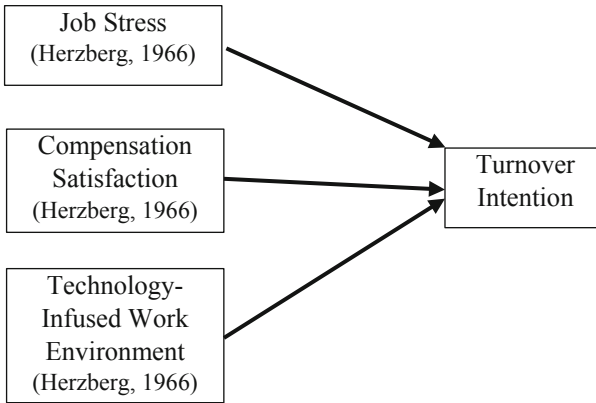 Job Stress
(Herzberg, 1966)
Compensation
Satisfaction
(Herzberg, 1966)
Technology-
Infused Work
Environment
(Herzberg, 1966)
Turnover
Intention